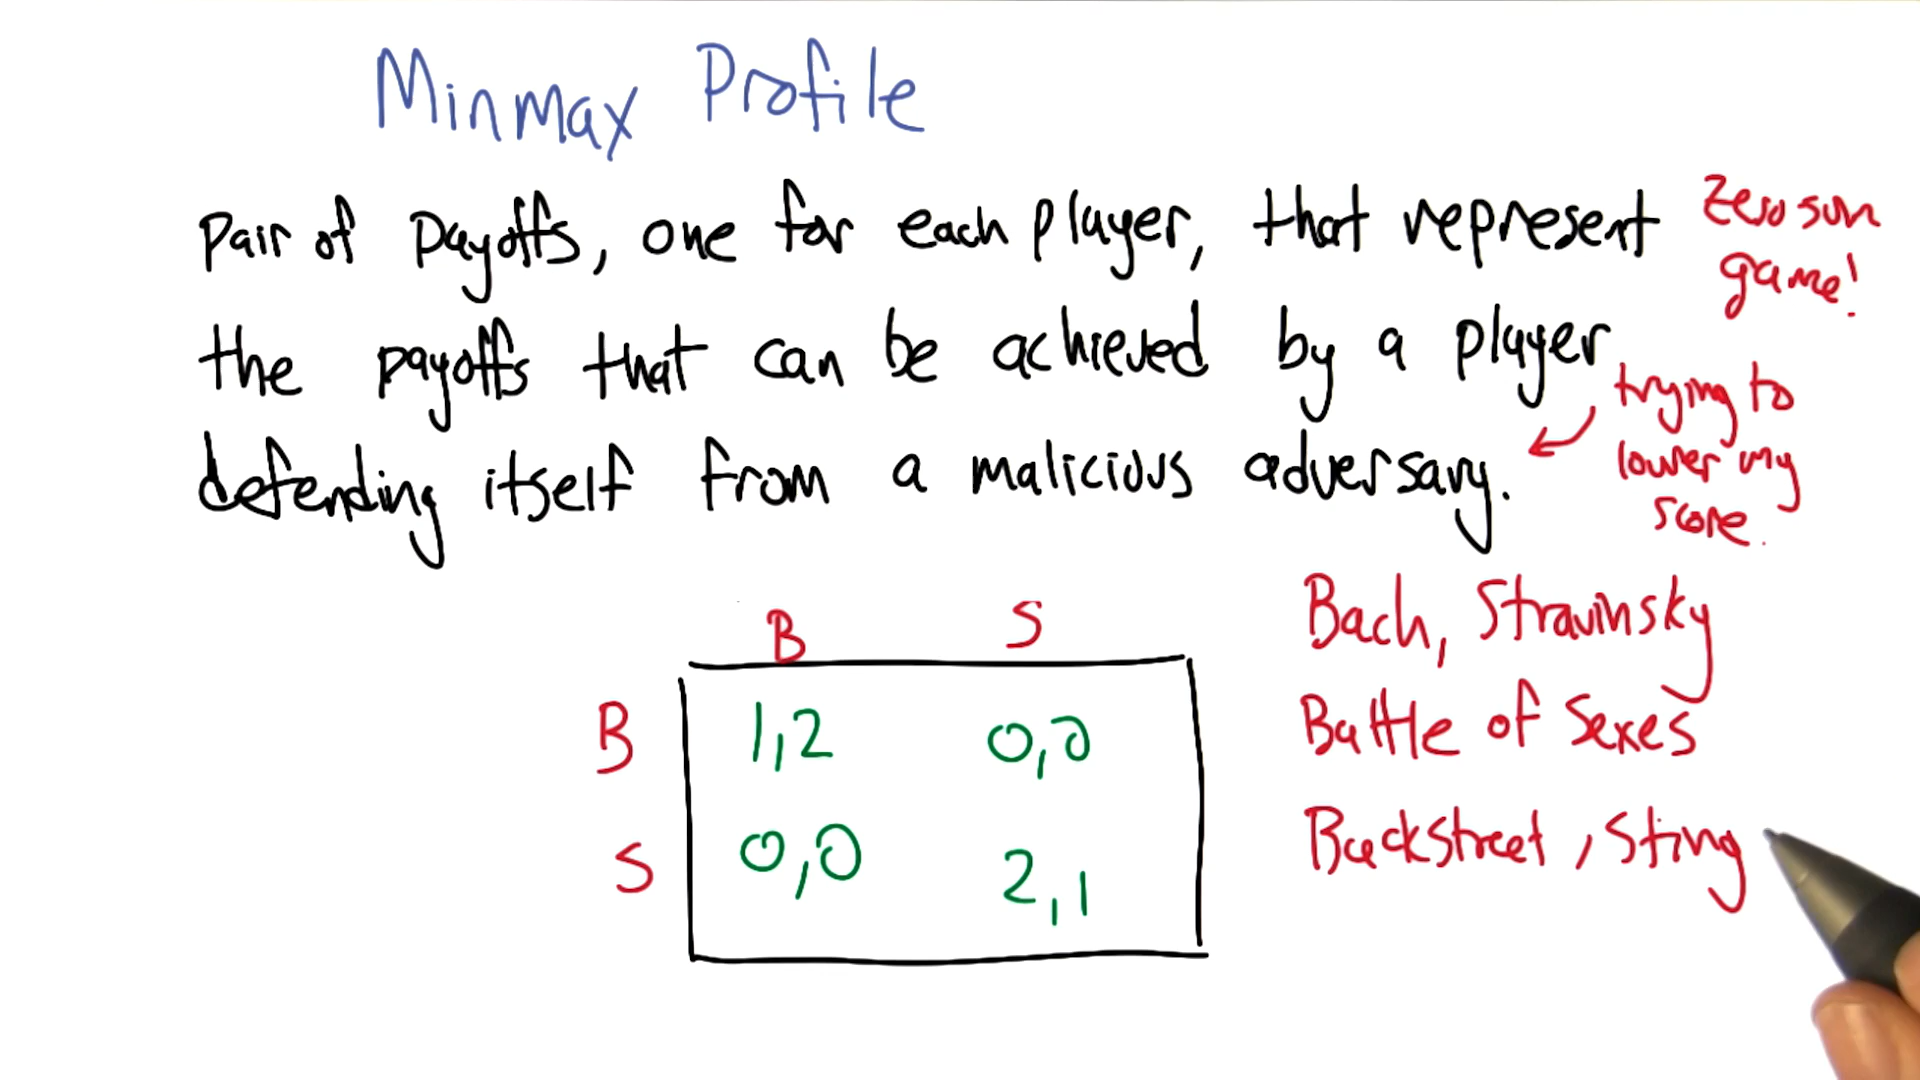 Minmax Profile
pair of payoffs, one for each player, that represent
the payoffs that can be achieved by a player
defending itself from a malicious adversary.
zero sum
game!
trying to
lower my
score.
B S
B 1,2 0,0
S 0,0 2,1
Bach, Stravinsky
Battle of Sexes
Backstreet, Sting